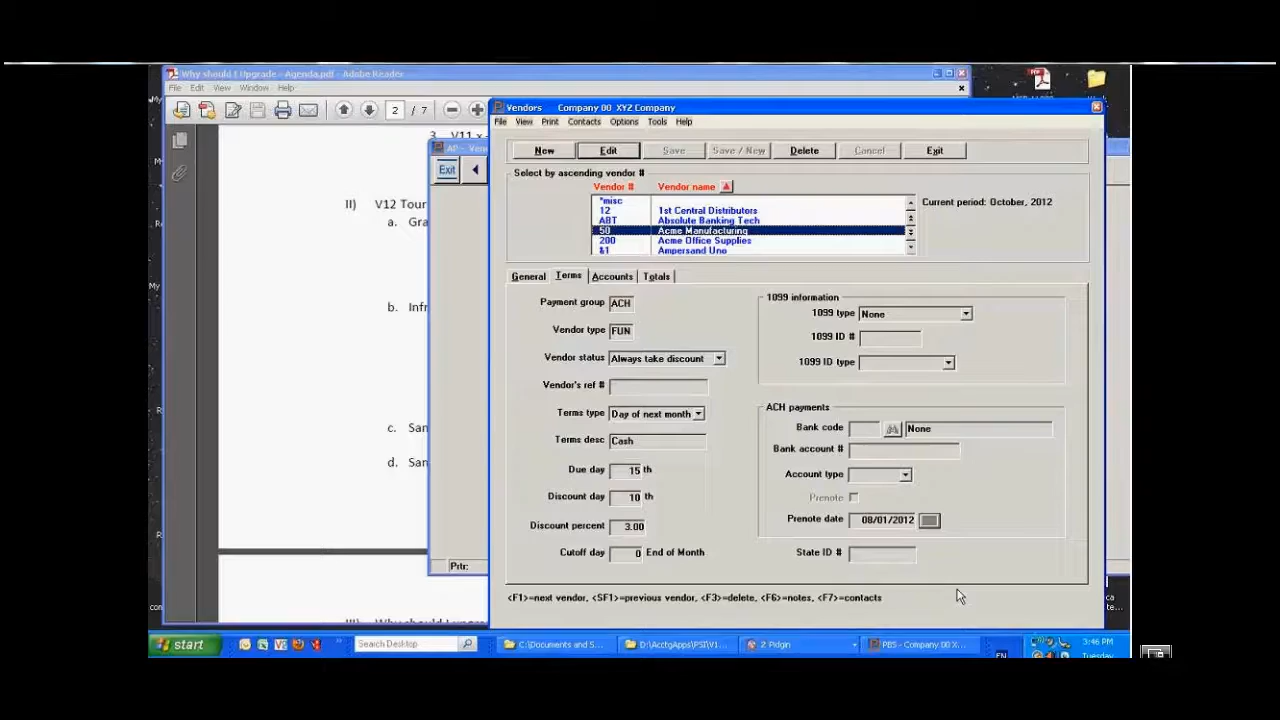 Why should I Upgrade - Agenda.pdf - Adobe Reader
File Edit View Window Help
2 / 7
3. V11.x
II) V12 Tour
a. Gra
b. Infr
c. San
d. San
AP - Ven
Exit
Prtr:
Vendors Company 00 XYZ Company
File View Print Contacts Options Tools Help
New Edit Save Save / New Delete Cancel Exit
Select by ascending vendor #
Vendor # Vendor name
*misc
12 1st Central Distributors
ABT Absolute Banking Tech
50 Acme Manufacturing
200 Acme Office Supplies
&1 Ampersand Uno
Current period: October, 2012
General Terms Accounts Totals
Payment group ACH
Vendor type FUN
Vendor status Always take discount
Vendor's ref #
Terms type Day of next month
Terms desc Cash
Due day 15 th
Discount day 10 th
Discount percent 3.00
Cutoff day 0 End of Month
1099 information
1099 type None
1099 ID #
1099 ID type
ACH payments
Bank code None
Bank account #
Account type
Prenote
Prenote date 08/01/2012
State ID #
<F1>=next vendor, <SF1>=previous vendor, <F3>=delete, <F6>=notes, <F7>=contacts
start Search Desktop C:\Documents and S... D:\AcctgApps\PSI\V1... 2 Pidgin PBS - Company 00 X... EN 3:46 PM
Tuesday